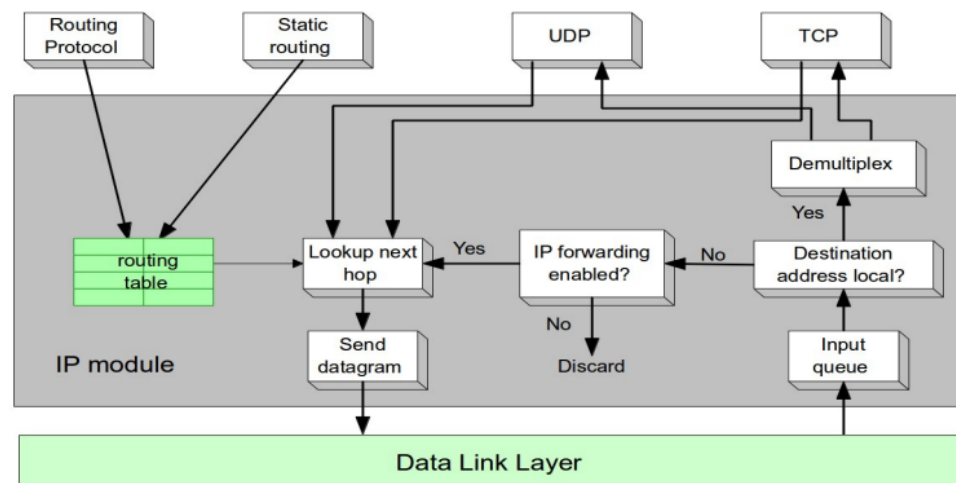 Routing
Protocol
Static
routing
UDP
TCP
Demultiplex
Yes
routing
table
Lookup next
hop
Yes
IP forwarding
enabled?
No
Destination
address local?
No
Discard
Send
datagram
Input
queue
IP module
Data Link Layer